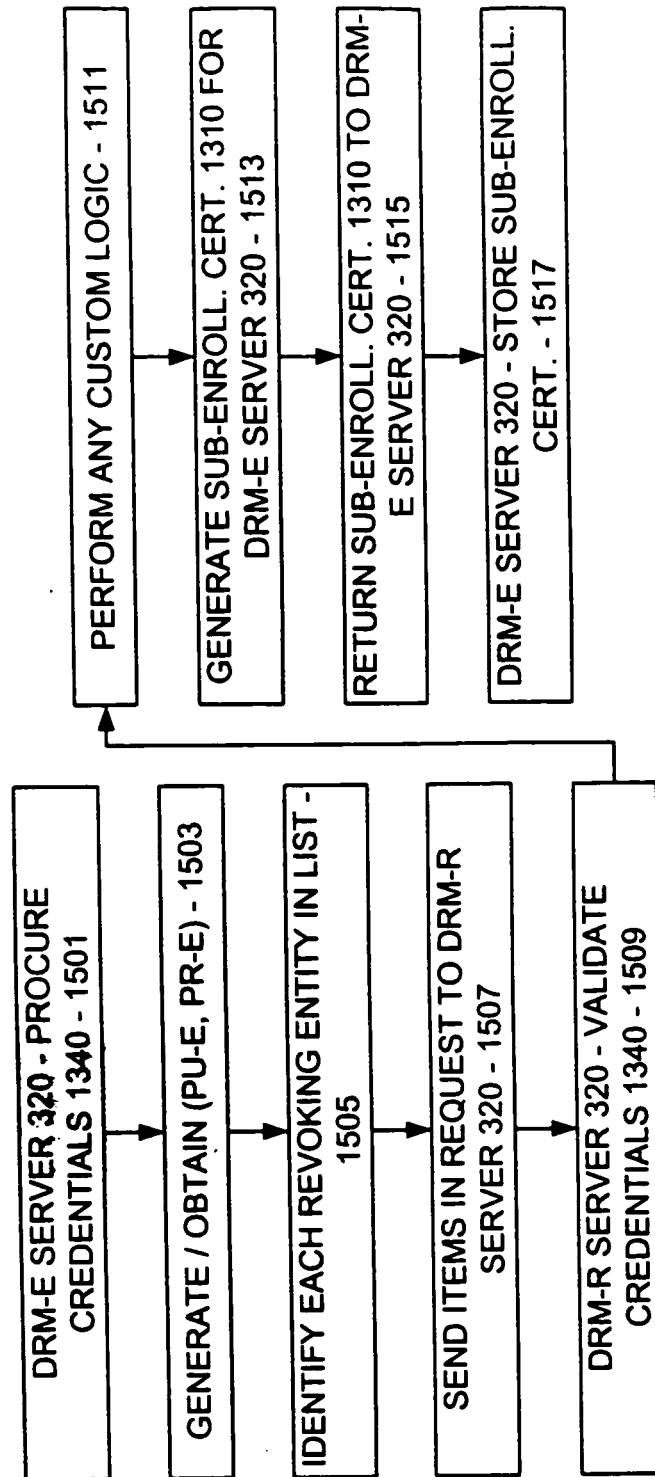 DRM-E SERVER 320 - PROCURE
CREDENTIALS 1340 - 1501
GENERATE / OBTAIN (PU-E, PR-E) - 1503
IDENTIFY EACH REVOKING ENTITY IN LIST -
1505
SEND ITEMS IN REQUEST TO DRM-R
SERVER 320 - 1507
DRM-R SERVER 320 - VALIDATE
CREDENTIALS 1340 - 1509
PERFORM ANY CUSTOM LOGIC - 1511
GENERATE SUB-ENROLL. CERT. 1310 FOR
DRM-E SERVER 320 - 1513
RETURN SUB-ENROLL. CERT. 1310 TO DRM-
E SERVER 320 - 1515
DRM-E SERVER 320 - STORE SUB-ENROLL.
CERT. - 1517